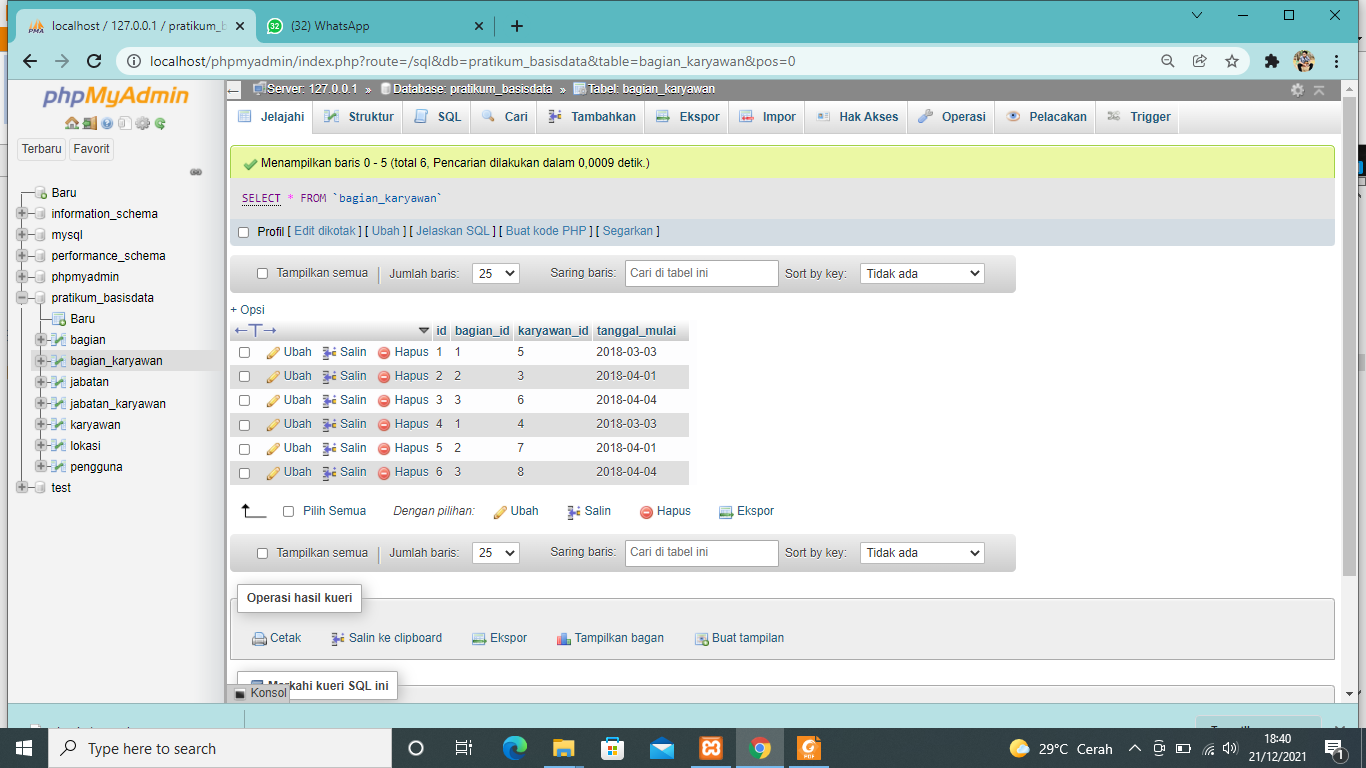 localhost / 127.0.0.1 / pratikum_b
(32) WhatsApp
localhost/phpmyadmin/index.php?route=/sql&db=pratikum_basisdata&table=bagian_karyawan&pos=0
phpMyAdmin
Terbaru Favorit
Baru
information_schema
mysql
performance_schema
phpmyadmin
pratikum_basisdata
Baru
bagian
bagian_karyawan
jabatan
jabatan_karyawan
karyawan
lokasi
pengguna
test
Server: 127.0.0.1 » Database: pratikum_basisdata » Tabel: bagian_karyawan
Jelajahi Struktur SQL Cari Tambahkan Ekspor Impor Hak Akses Operasi Pelacakan Trigger
Menampilkan baris 0 - 5 (total 6, Pencarian dilakukan dalam 0,0009 detik.)
SELECT * FROM `bagian_karyawan`
Profil [ Edit dikotak ] [ Ubah ] [ Jelaskan SQL ] [ Buat kode PHP ] [ Segarkan ]
Tampilkan semua | Jumlah baris: 25 Saring baris: Cari di tabel ini Sort by key: Tidak ada
+ Opsi
←T→ id bagian_id karyawan_id tanggal_mulai
Ubah Salin Hapus 1 1 5 2018-03-03
Ubah Salin Hapus 2 2 3 2018-04-01
Ubah Salin Hapus 3 3 6 2018-04-04
Ubah Salin Hapus 4 1 4 2018-03-03
Ubah Salin Hapus 5 2 7 2018-04-01
Ubah Salin Hapus 6 3 8 2018-04-04
Pilih Semua Dengan pilihan: Ubah Salin Hapus Ekspor
Tampilkan semua | Jumlah baris: 25 Saring baris: Cari di tabel ini Sort by key: Tidak ada
Operasi hasil kueri
Cetak Salin ke clipboard Ekspor Tampilkan bagan Buat tampilan
Markahi kueri SQL ini
Konsol
Type here to search
29°C Cerah
18:40
21/12/2021
1